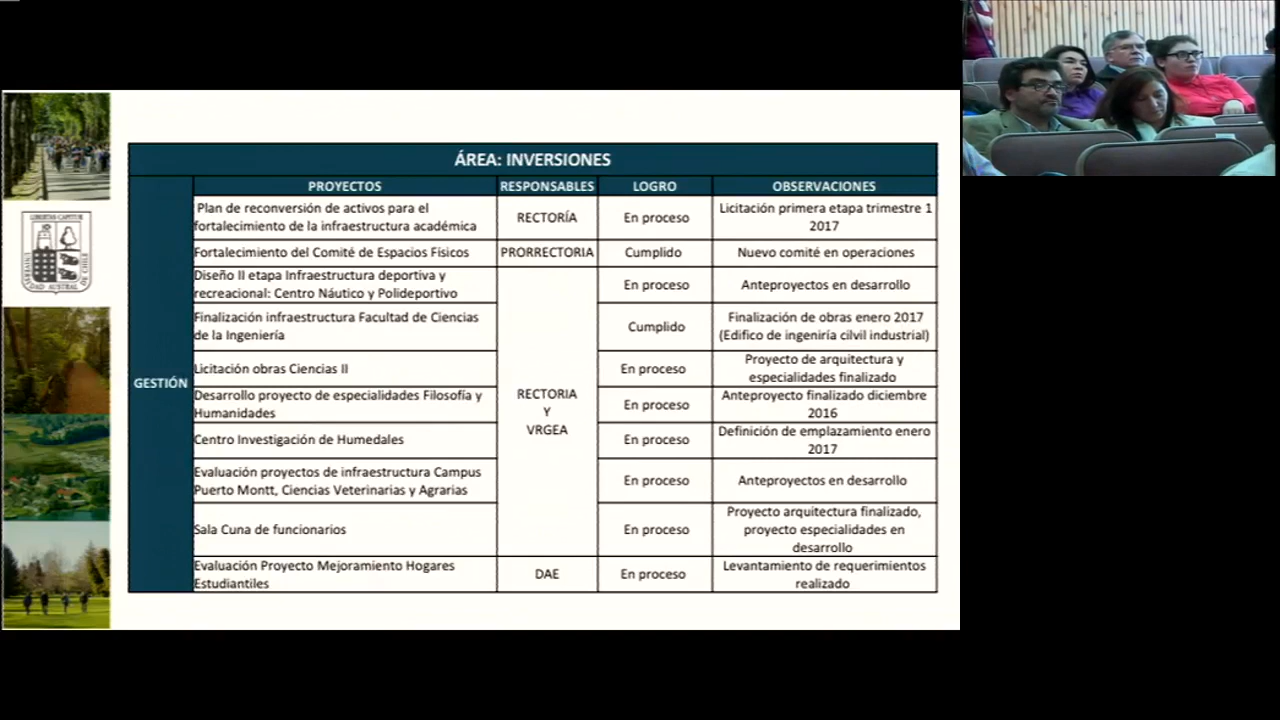 ÁREA: INVERSIONES
PROYECTOS RESPONSABLES LOGRO OBSERVACIONES
GESTIÓN
Plan de reconversión de activos para el
fortalecimiento de la infraestructura académica
RECTORÍA
En proceso
Licitación primera etapa trimestre 1
2017
Fortalecimiento del Comité de Espacios Físicos
PRORRECTORIA
Cumplido
Nuevo comité en operaciones
Diseño II etapa Infraestructura deportiva y
recreacional: Centro Náutico y Polideportivo
En proceso
Anteproyectos en desarrollo
Finalización infraestructura Facultad de Ciencias
de la Ingeniería
Cumplido
Finalización de obras enero 2017
(Edifico de ingeniría cilvil industrial)
Licitación obras Ciencias II
En proceso
Proyecto de arquitectura y
especialidades finalizado
RECTORIA
Y
VRGEA
Desarrollo proyecto de especialidades Filosofía y
Humanidades
En proceso
Anteproyecto finalizado diciembre
2016
Centro Investigación de Humedales
En proceso
Definición de emplazamiento enero
2017
Evaluación proyectos de infraestructura Campus
Puerto Montt, Ciencias Veterinarias y Agrarias
En proceso
Anteproyectos en desarrollo
Sala Cuna de funcionarios
En proceso
Proyecto arquitectura finalizado,
proyecto especialidades en
desarrollo
Evaluación Proyecto Mejoramiento Hogares
Estudiantiles
DAE
En proceso
Levantamiento de requerimientos
realizado
LIBERTAS CAPITUR
UNIVERSIDAD AUSTRAL DE CHILE